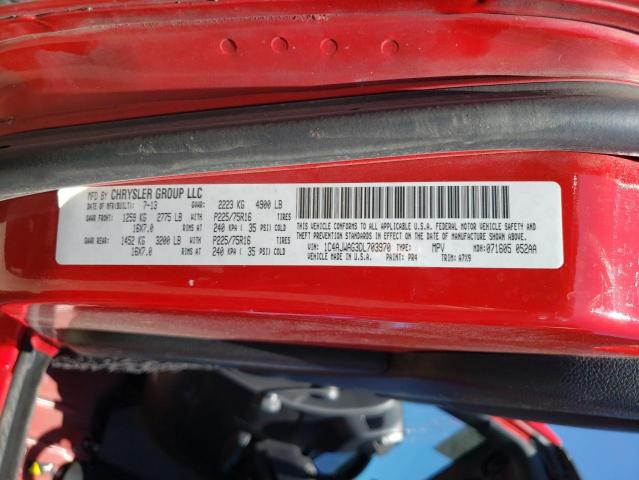 MFD BY CHRYSLER GROUP LLC
DATE OF MFR(BUILT): 7-13 GVWR: 2223 KG 4900 LB
GAWR FRONT: 1259 KG 2775 LB WITH P225/75R16 TIRES
16X7.0 RIMS AT 240 KPA ( 35 PSI) COLD
GAWR REAR: 1452 KG 3200 LB WITH P225/75R16 TIRES
16X7.0 RIMS AT 240 KPA ( 35 PSI) COLD
THIS VEHICLE CONFORMS TO ALL APPLICABLE U.S.A. FEDERAL MOTOR VEHICLE SAFETY
AND THEFT PREVENTION STANDARDS IN EFFECT ON THE DATE OF MANUFACTURE SHOWN ABOVE.
VIN: 1C4AJWAG3DL703970 TYPE: MPV MDH: 071605 052AA
VEHICLE MADE IN U.S.A. PAINT: PR4 TRIM: A7X9